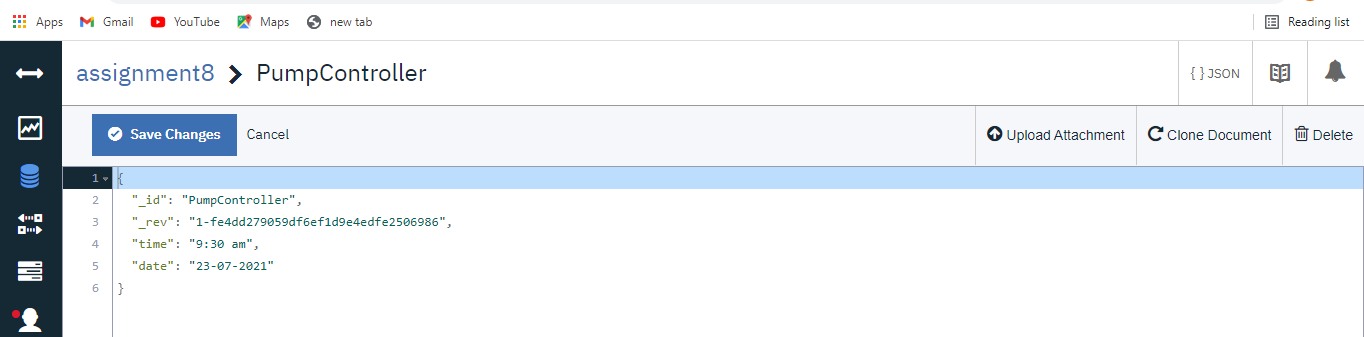 Apps Gmail YouTube Maps new tab Reading list
assignment8 PumpController { } JSON
Save Changes Cancel Upload Attachment Clone Document Delete
1 {
2 "_id": "PumpController",
3 "_rev": "1-fe4dd279059df6ef1d9e4edfe2506986",
4 "time": "9:30 am",
5 "date": "23-07-2021"
6 }